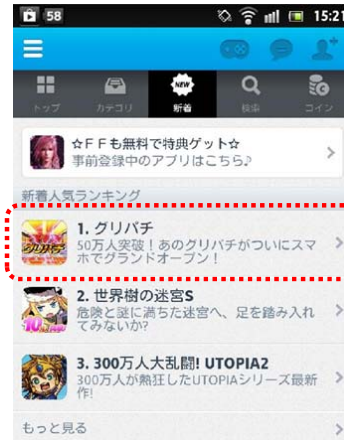 58 15:21
NEW
トップ カテゴリ 新着 検索 コイン
☆ＦＦも無料で特典ゲット☆
事前登録中のアプリはこちら♪
新着人気ランキング
1. グリパチ
50万人突破！あのグリパチがついにスマ
ホでグランドオープン！
2. 世界樹の迷宮S
危険と謎に満ちた迷宮へ、足を踏み入れ
てみないか?
3. 300万人大乱闘! UTOPIA2
300万人が熱狂したUTOPIAシリーズ最新
作!
もっと見る